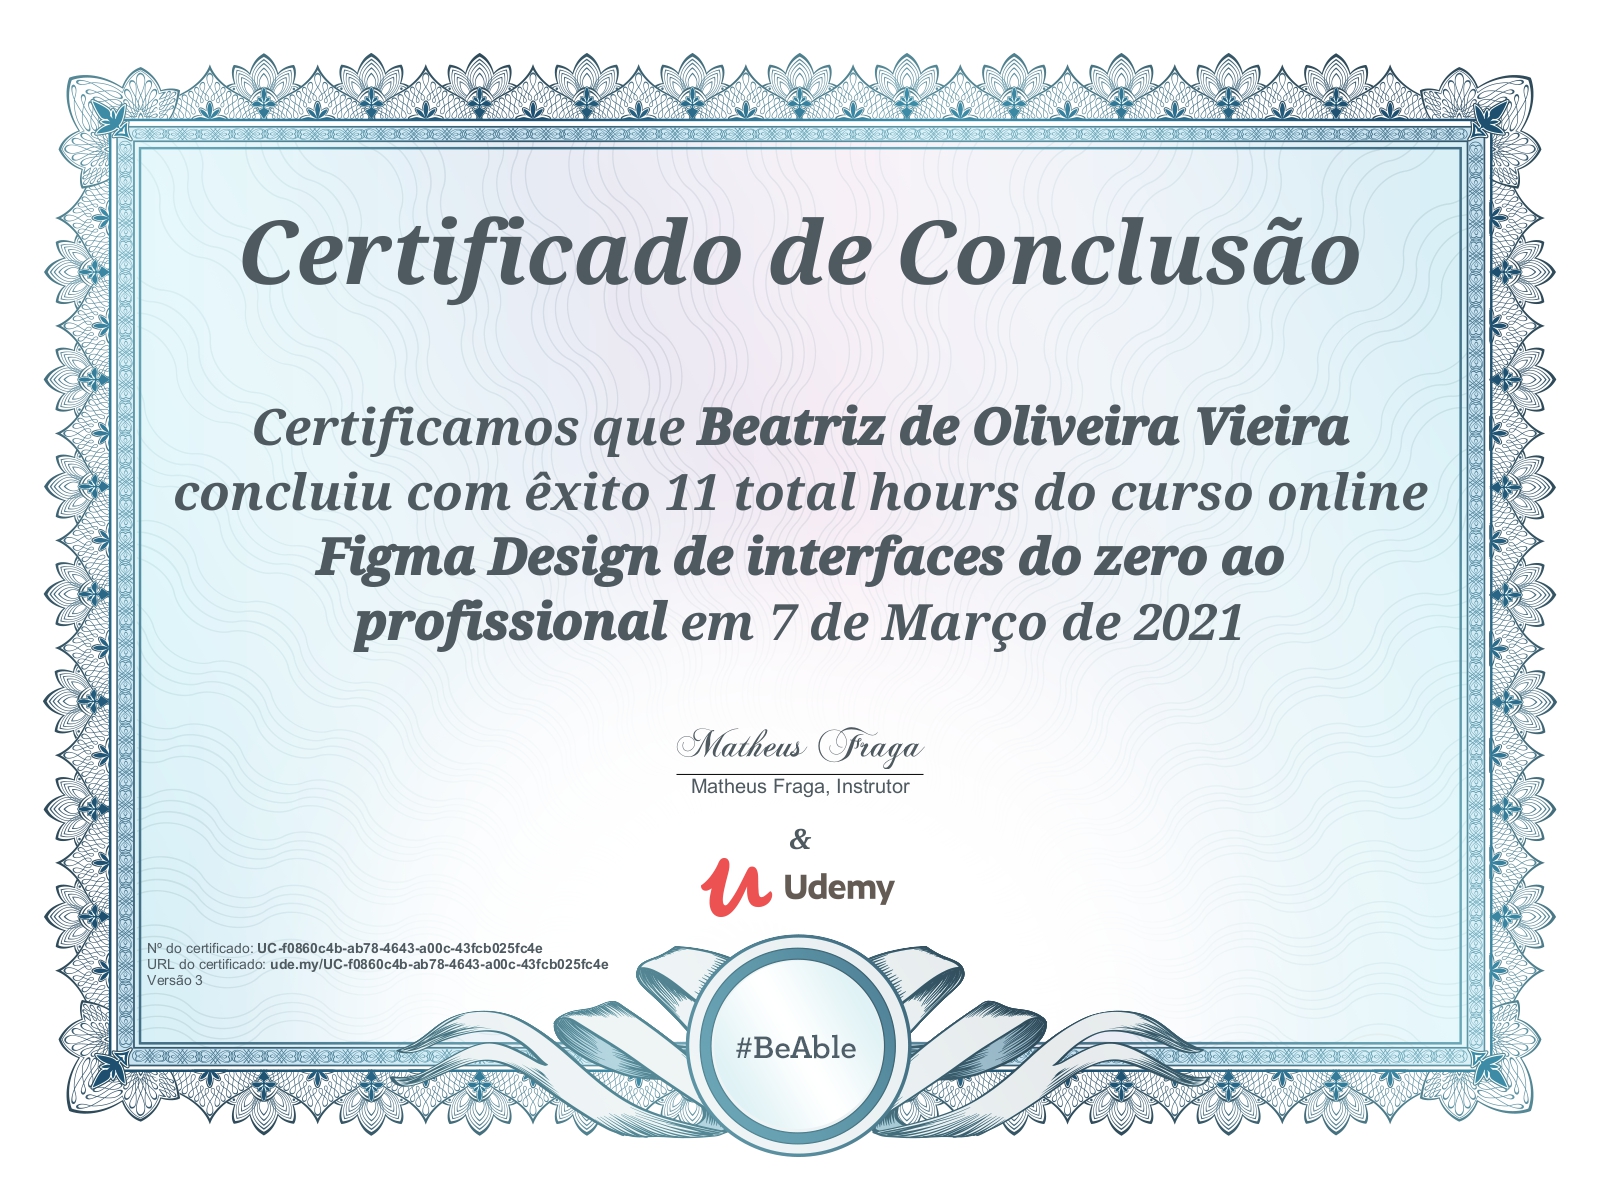 Certificado de Conclusão
Certificamos que Beatriz de Oliveira Vieira
concluiu com êxito 11 total hours do curso online
Figma Design de interfaces do zero ao
profissional em 7 de Março de 2021
Matheus Fraga
Matheus Fraga, Instrutor
&
Udemy
Nº do certificado: UC-f0860c4b-ab78-4643-a00c-43fcb025fc4e
URL do certificado: ude.my/UC-f0860c4b-ab78-4643-a00c-43fcb025fc4e
Versão 3
#BeAble